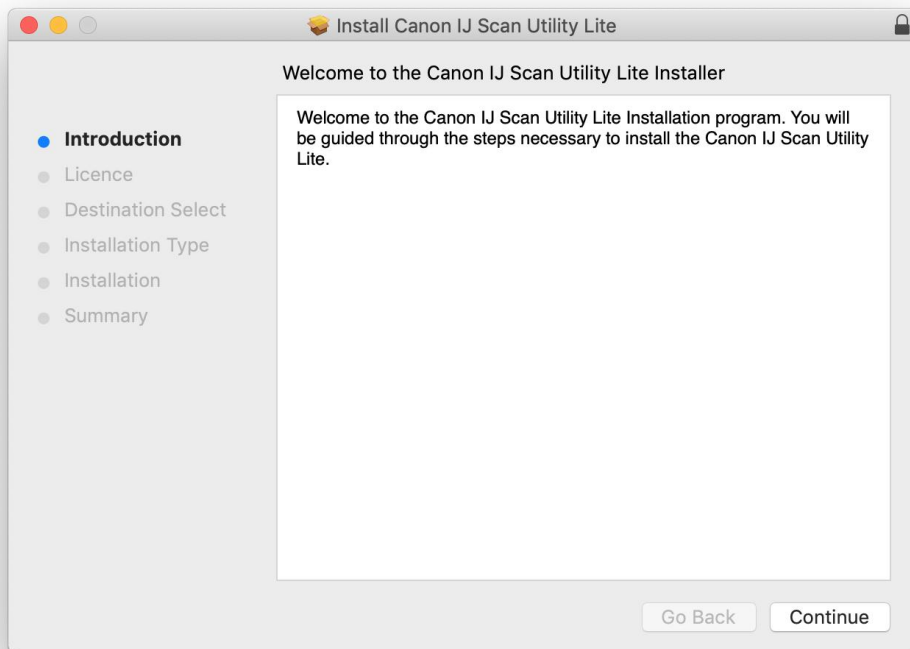 Install Canon IJ Scan Utility Lite
Welcome to the Canon IJ Scan Utility Lite Installer
Introduction
Licence
Destination Select
Installation Type
Installation
Summary
Welcome to the Canon IJ Scan Utility Lite Installation program. You will
be guided through the steps necessary to install the Canon IJ Scan Utility
Lite.
Go Back
Continue